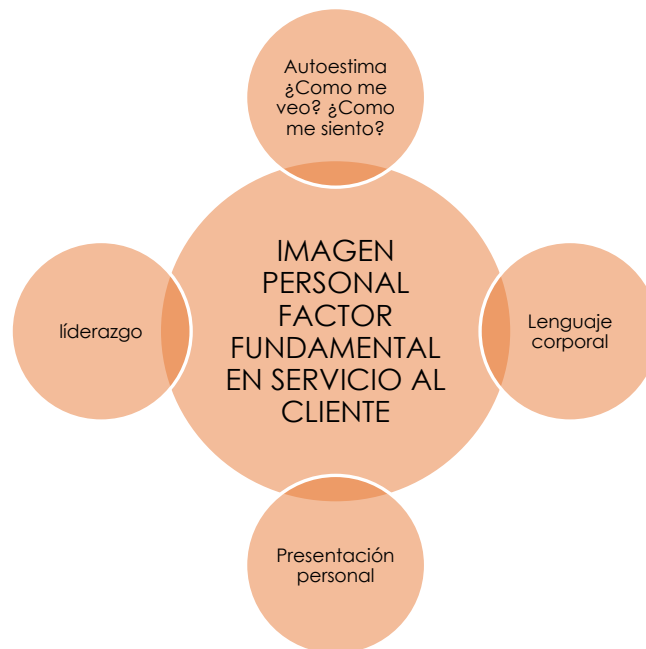 Autoestima
¿Como me
veo? ¿Como
me siento?
IMAGEN
PERSONAL
FACTOR
FUNDAMENTAL
EN SERVICIO AL
CLIENTE
líderazgo
Lenguaje
corporal
Presentación
personal